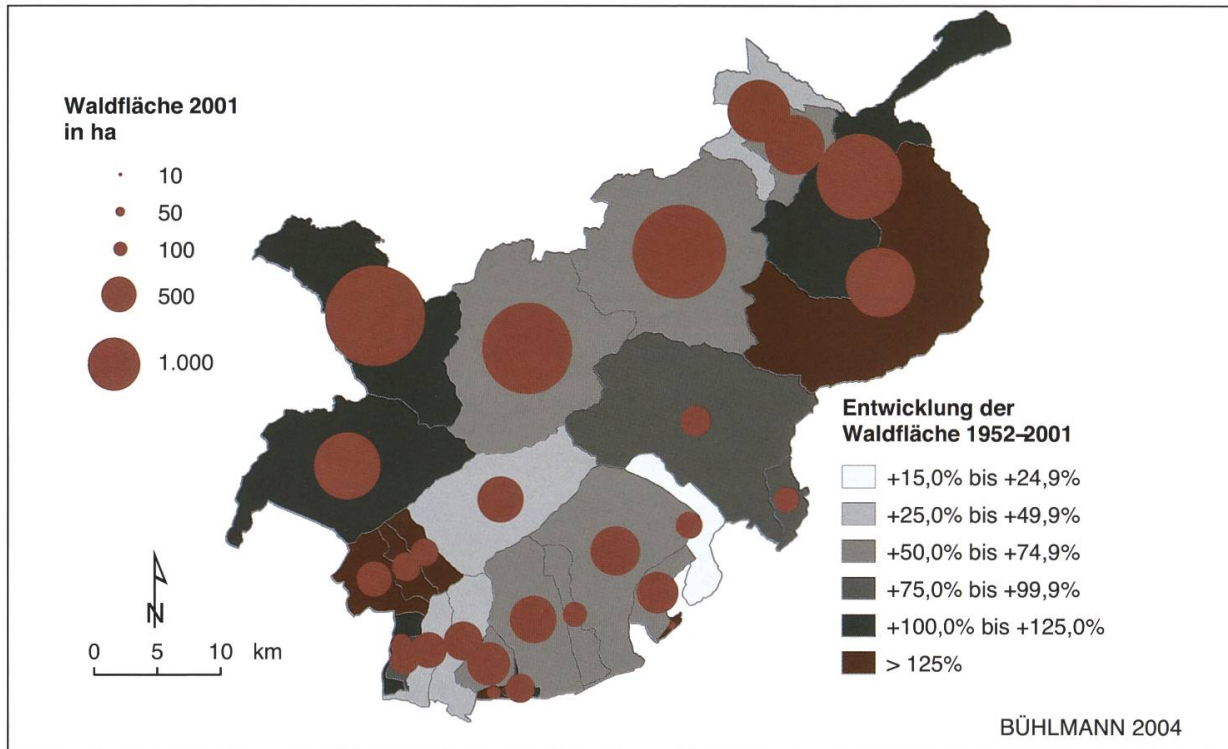 Waldfläche 2001
in ha
10
50
100
500
1.000
Entwicklung der
Waldfläche 1952–2001
+15,0% bis +24,9%
+25,0% bis +49,9%
+50,0% bis +74,9%
+75,0% bis +99,9%
+100,0% bis +125,0%
> 125%
N
0 5 10 km
BÜHLMANN 2004